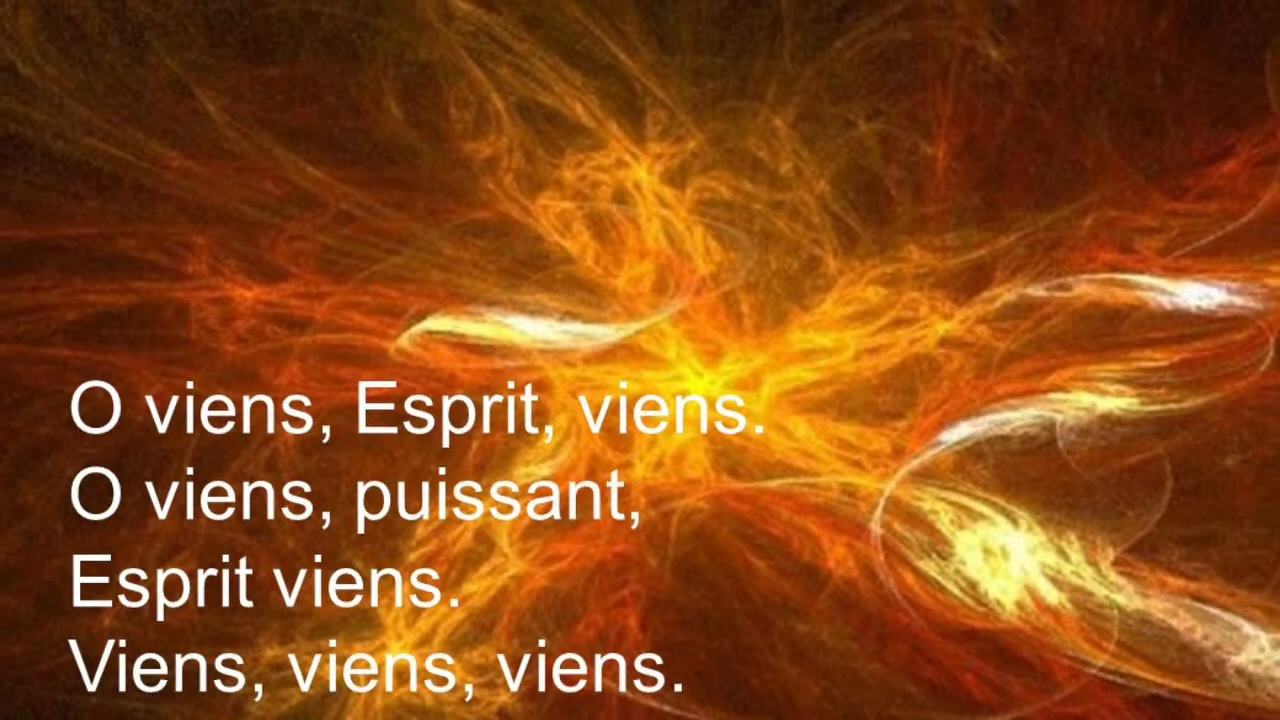 O viens, Esprit, viens.
O viens, puissant,
Esprit viens.
Viens, viens, viens.